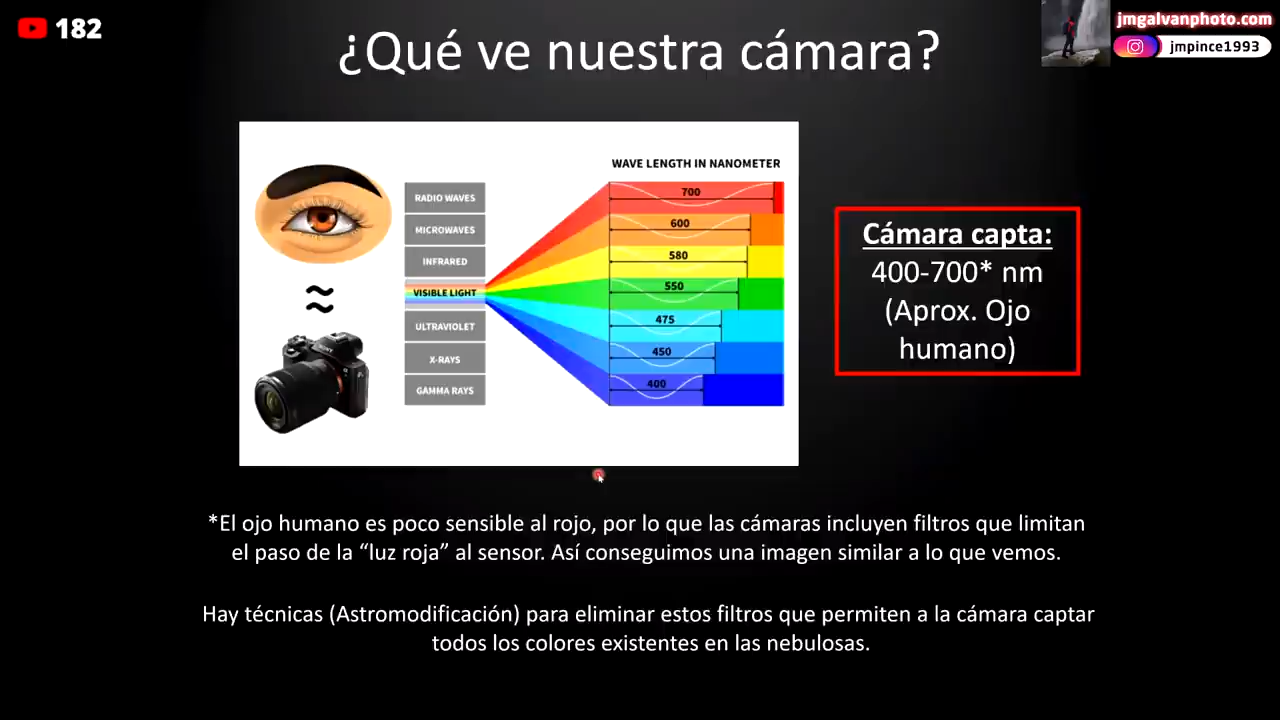 182
¿Qué ve nuestra cámara?
jmgalvanphoto.com
jmpince1993
WAVE LENGTH IN NANOMETER
RADIO WAVES
MICROWAVES
INFRARED
VISIBLE LIGHT
ULTRAVIOLET
X-RAYS
GAMMA RAYS
700
600
580
550
475
450
400
SONY
Cámara capta:
400-700* nm
(Aprox. Ojo
humano)
*El ojo humano es poco sensible al rojo, por lo que las cámaras incluyen filtros que limitan
el paso de la “luz roja” al sensor. Así conseguimos una imagen similar a lo que vemos.
Hay técnicas (Astromodificación) para eliminar estos filtros que permiten a la cámara captar
todos los colores existentes en las nebulosas.